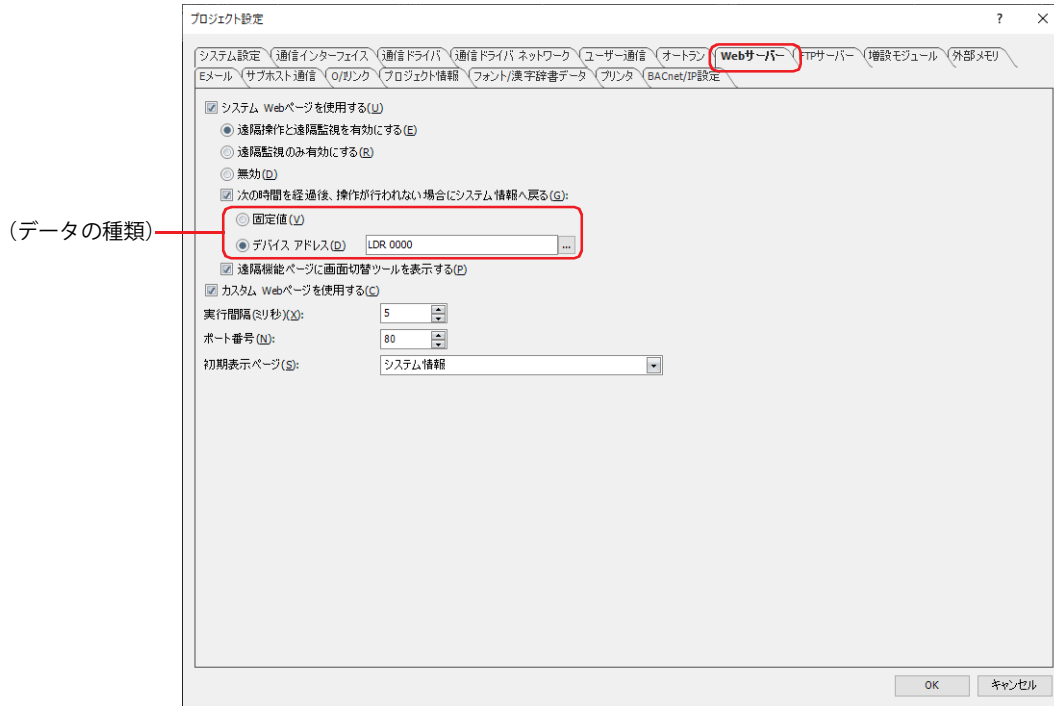 プロジェクト設定 ?
システム設定 通信インターフェイス 通信ドライバ 通信ドライバ ネットワーク ユーザー通信 オートラン Webサーバー FTPサーバー 増設モジュール 外部メモリ
Eメール サブホスト通信 O/Iリンク プロジェクト情報 フォント/漢字辞書データ プリンタ BACnet/IP設定
システム Webページを使用する(U)
遠隔操作と遠隔監視を有効にする(E)
遠隔監視のみ有効にする(R)
無効(D)
次の時間を経過後、操作が行われない場合にシステム情報へ戻る(G):
固定値(V)
(データの種類)
デバイス アドレス(D) LDR 0000 ...
遠隔機能ページに画面切替ツールを表示する(P)
カスタム Webページを使用する(C)
実行間隔(ミリ秒)(X): 5
ポート番号(N): 80
初期表示ページ(S): システム情報
OK キャンセル